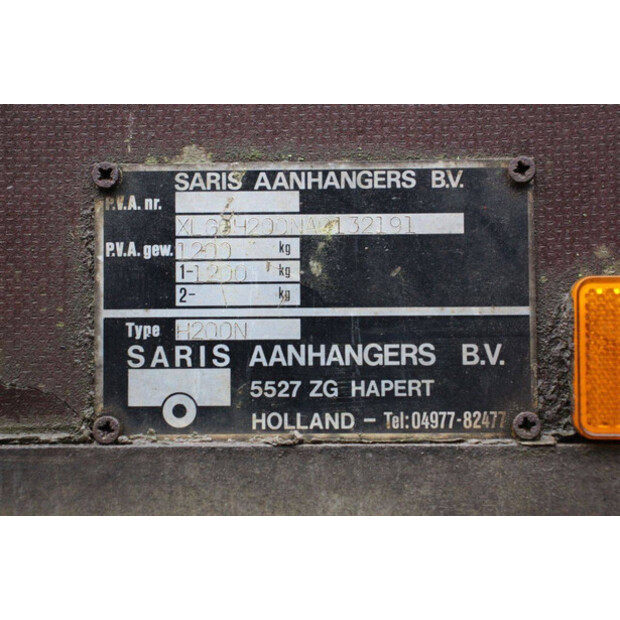 SARIS AANHANGERS B.V.
P.V.A. nr.
P.V.A. gew. 1200 kg
1- 1200 kg
2- kg
Type H200N
SARIS AANHANGERS B.V.
5527 ZG HAPERT
HOLLAND - Tel: 04977-82477